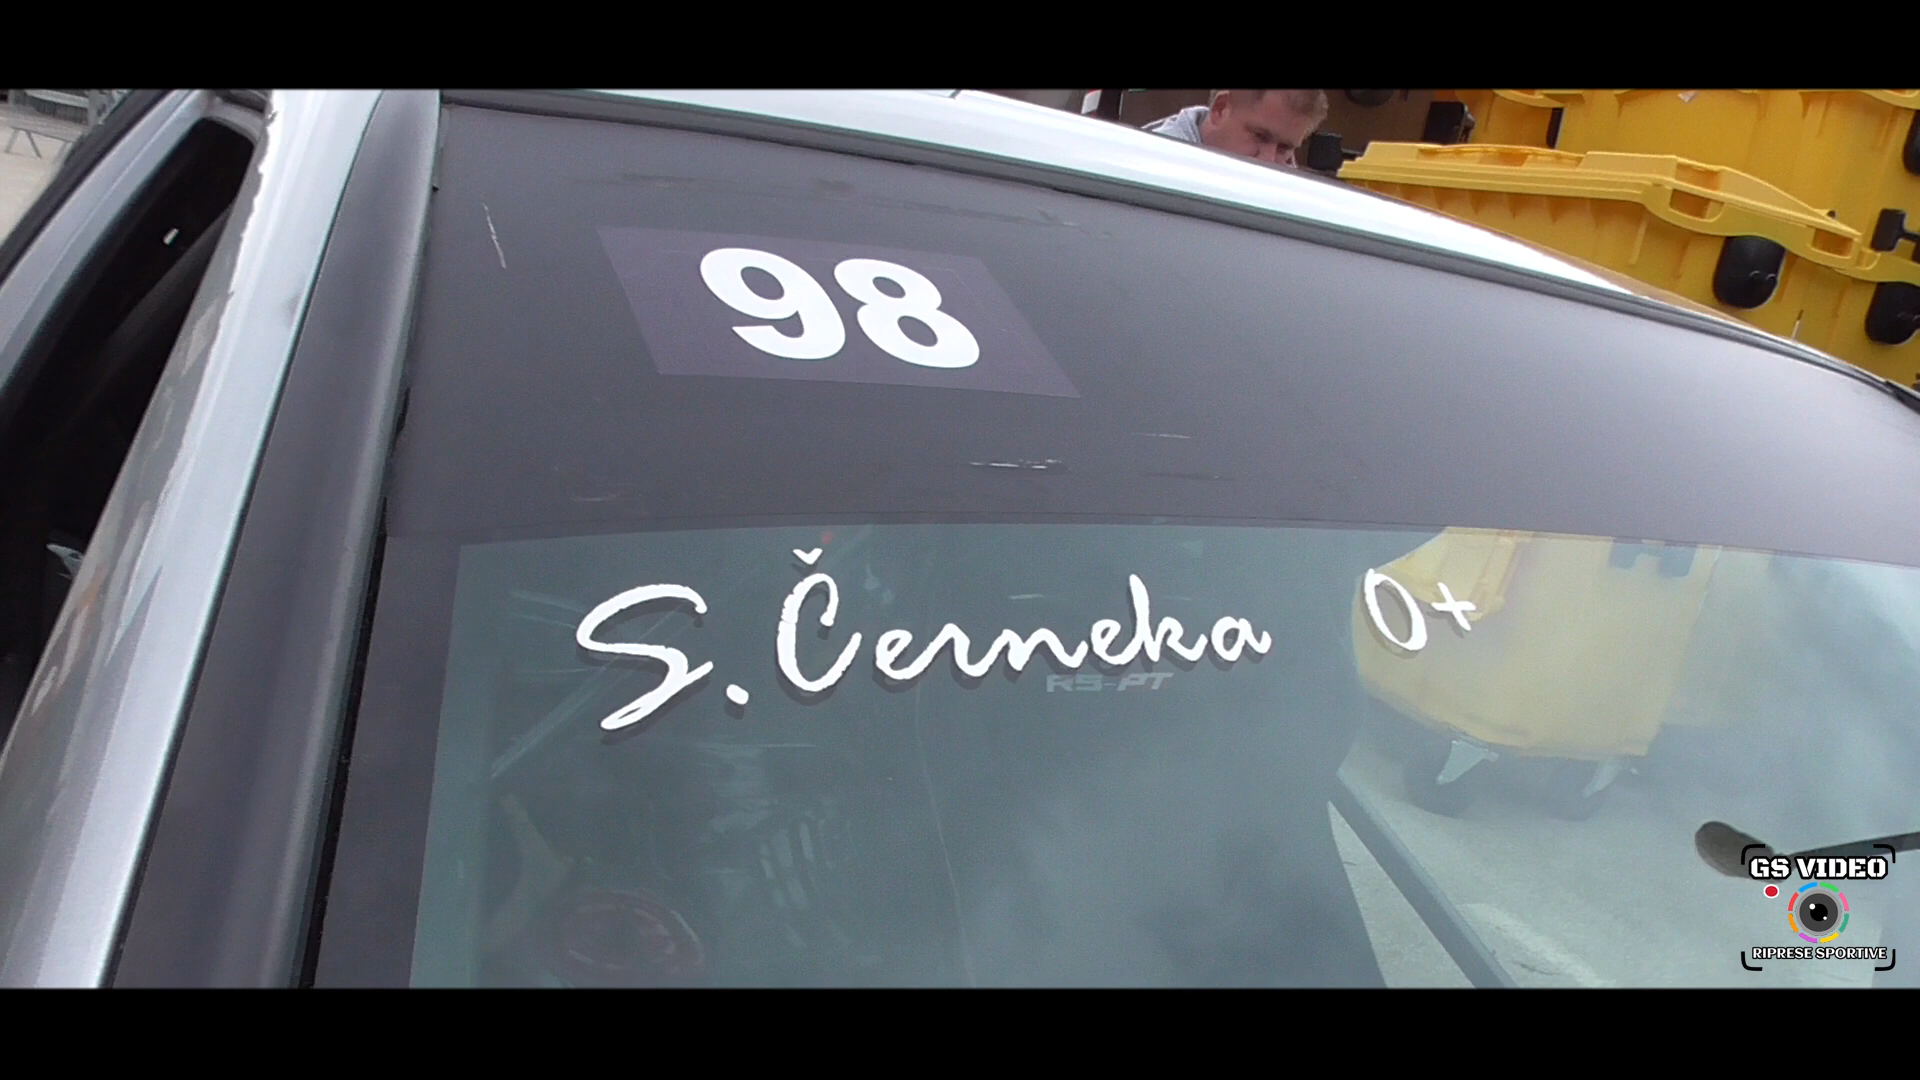 98
S. Černeka 0+
RS-PT
GS VIDEO
RIPRESE SPORTIVE